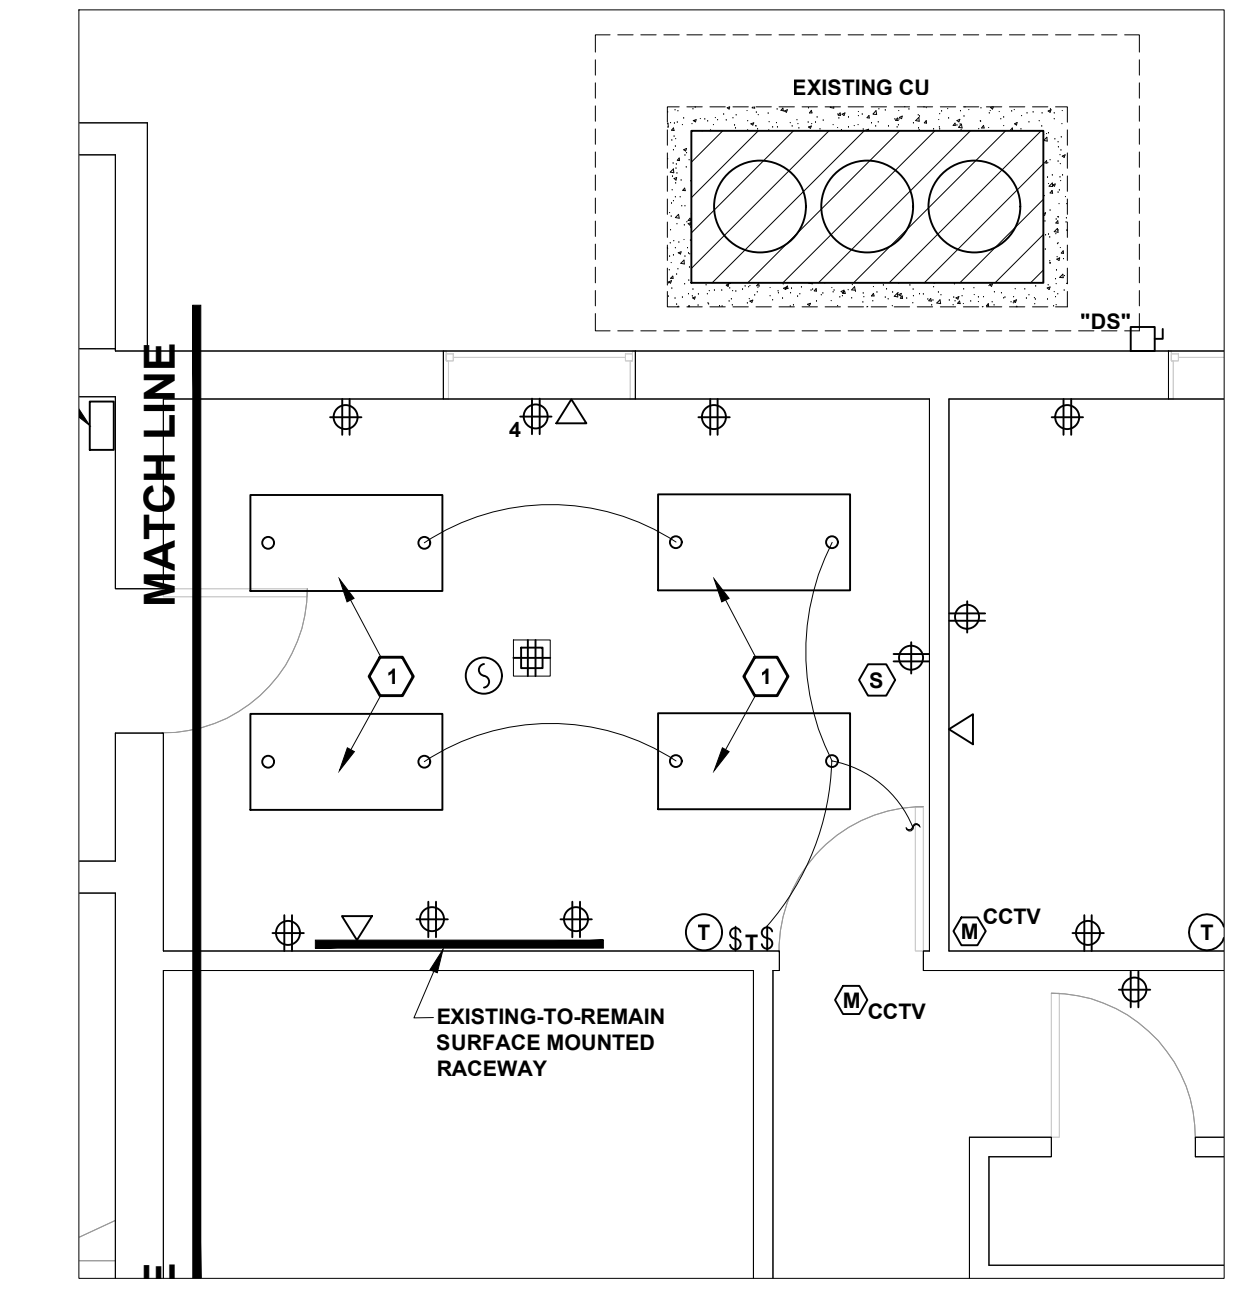 EXISTING CU
"DS"
MATCH LINE
4
1
1
S
T
$T$
M CCTV
T
M CCTV
EXISTING-TO-REMAIN
SURFACE MOUNTED
RACEWAY
E